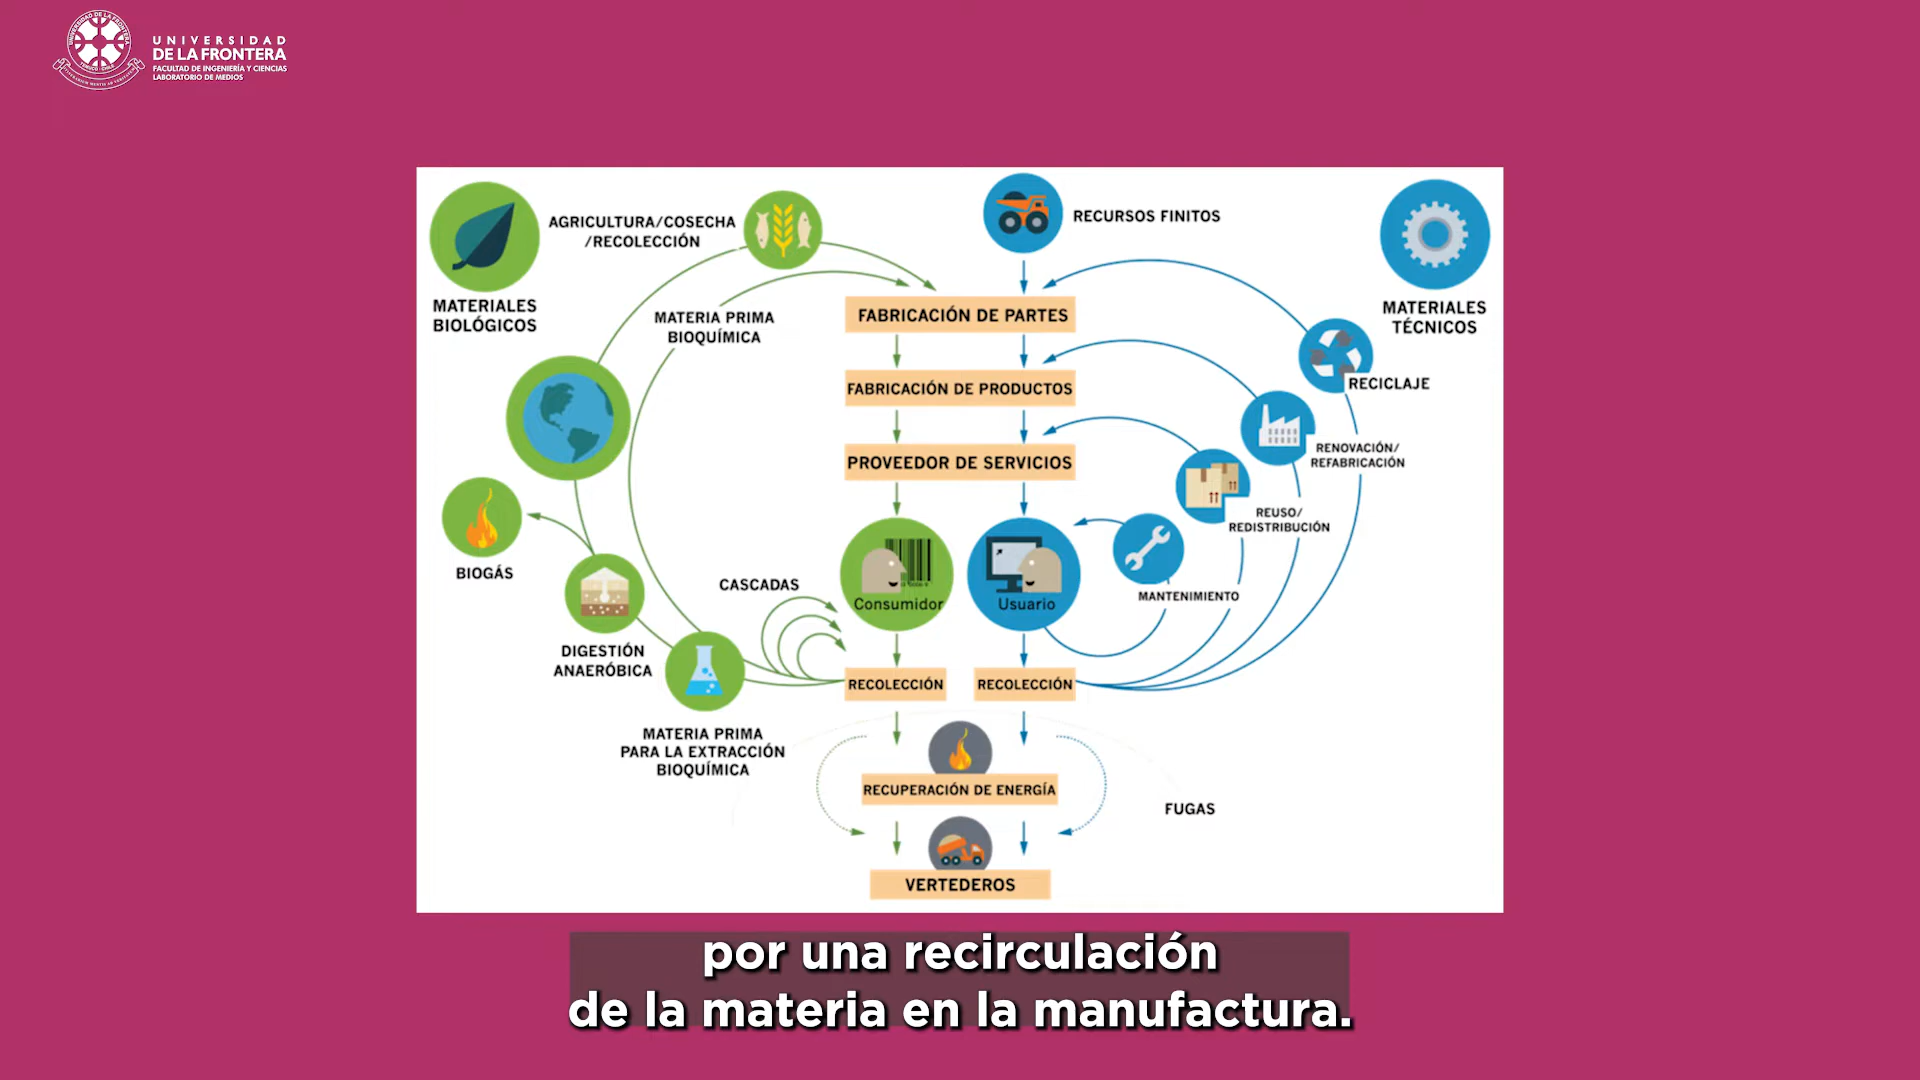 UNIVERSIDAD
DE LA FRONTERA
FACULTAD DE INGENIERÍA Y CIENCIAS
LABORATORIO DE MEDIOS
AGRICULTURA/COSECHA
/RECOLECCIÓN
RECURSOS FINITOS
MATERIALES
BIOLÓGICOS
MATERIALES
TÉCNICOS
MATERIA PRIMA
BIOQUÍMICA
FABRICACIÓN DE PARTES
FABRICACIÓN DE PRODUCTOS
PROVEEDOR DE SERVICIOS
RECICLAJE
RENOVACIÓN/
REFABRICACIÓN
REUSO/
REDISTRIBUCIÓN
MANTENIMIENTO
BIOGÁS
CASCADAS
Consumidor
Usuario
DIGESTIÓN
ANAERÓBICA
RECOLECCIÓN
RECOLECCIÓN
MATERIA PRIMA
PARA LA EXTRACCIÓN
BIOQUÍMICA
RECUPERACIÓN DE ENERGÍA
FUGAS
VERTEDEROS
por una recirculación
de la materia en la manufactura.